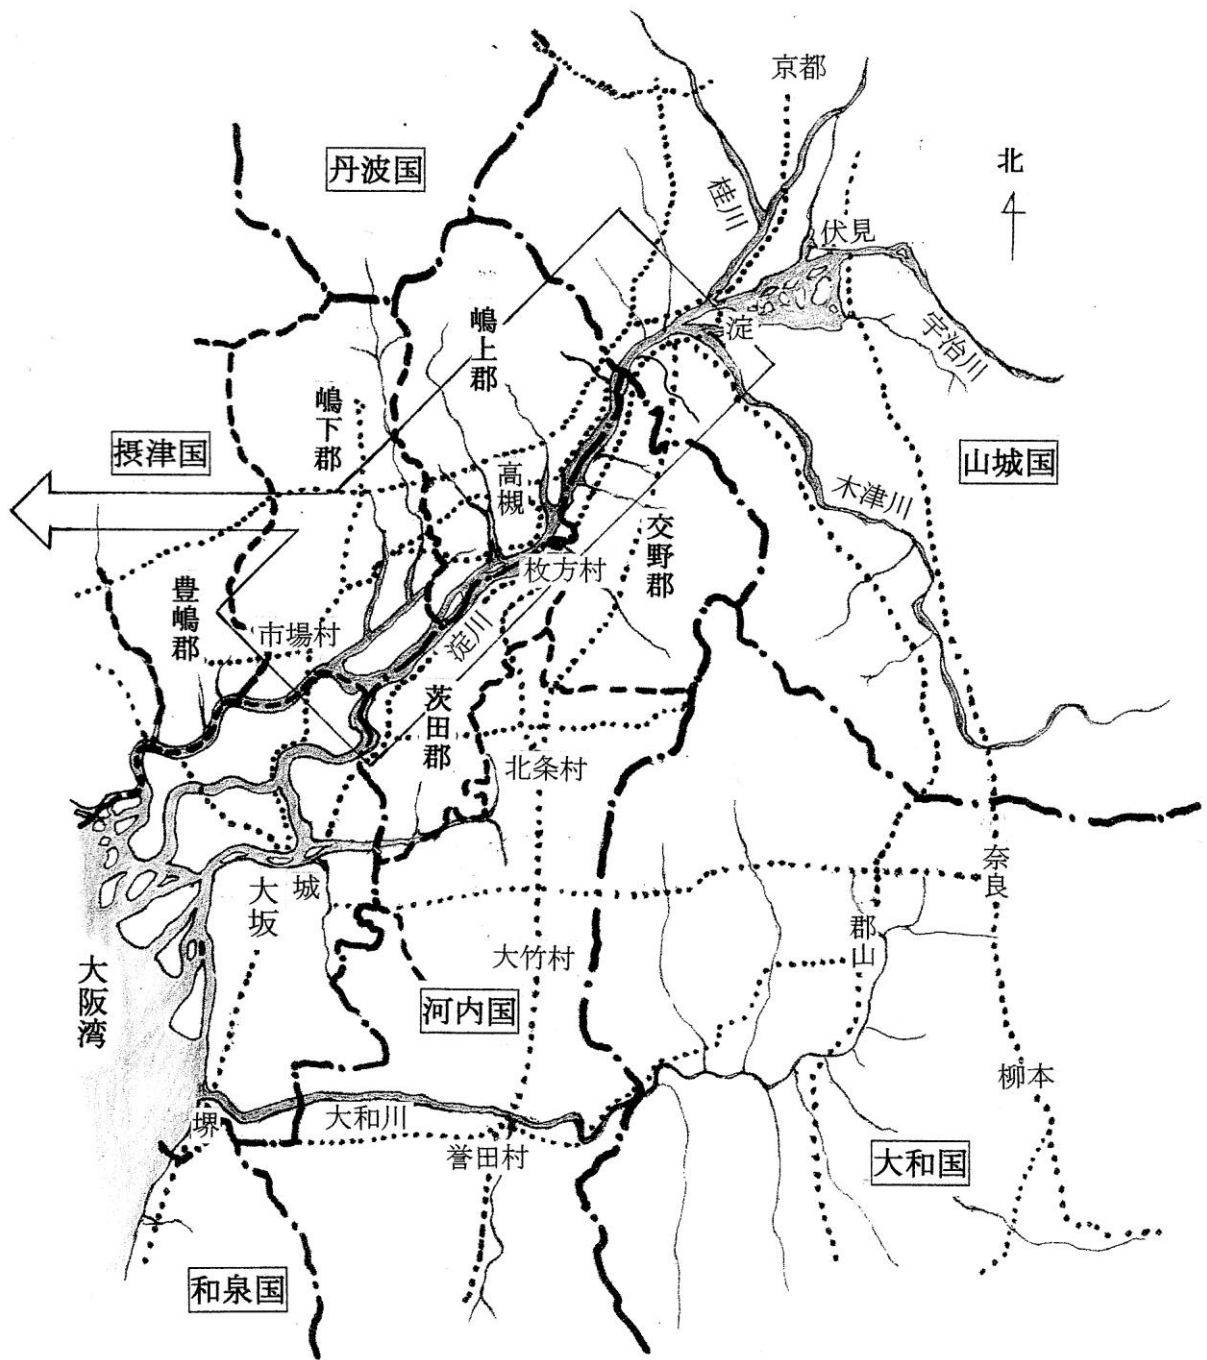 京都
北
丹波国
桂川
伏見
嶋上郡
淀
宇治川
嶋下郡
摂津国
山城国
高槻
木津川
交野郡
枚方村
豊嶋郡
市場村
淀川
茨田郡
北条村
大坂
城
奈良
郡山
大竹村
大阪湾
河内国
柳本
堺
大和川
誉田村
大和国
和泉国